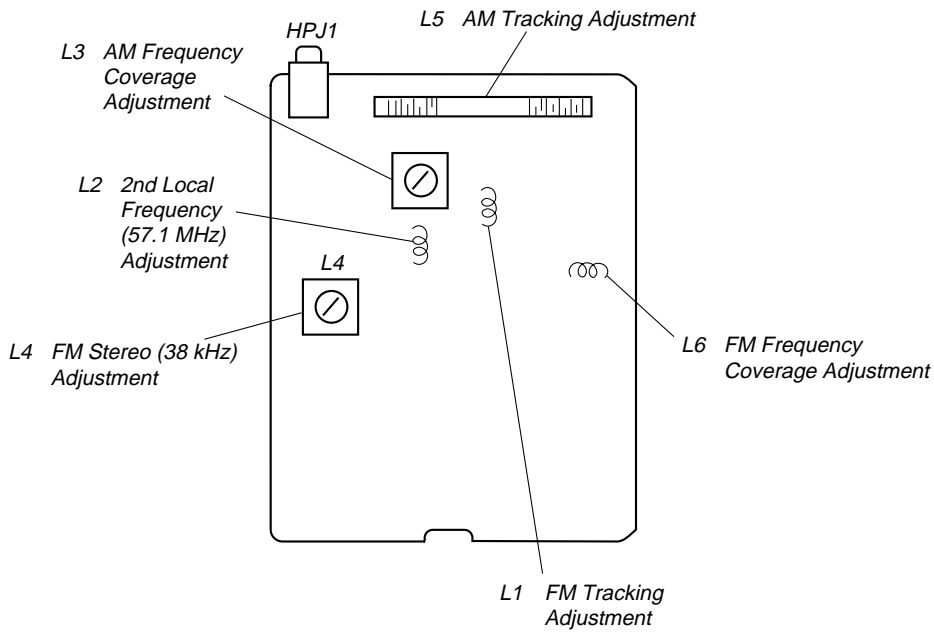 L5 AM Tracking Adjustment
HPJ1
L3 AM Frequency
Coverage
Adjustment
L2 2nd Local
Frequency
(57.1 MHz)
Adjustment
L4
L4 FM Stereo (38 kHz)
Adjustment
L6 FM Frequency
Coverage Adjustment
L1 FM Tracking
Adjustment